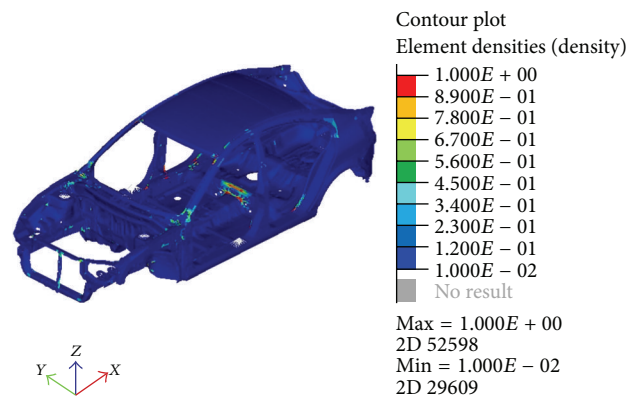 Contour plot
Element densities (density)
1.000E + 00
8.900E − 01
7.800E − 01
6.700E − 01
5.600E − 01
4.500E − 01
3.400E − 01
2.300E − 01
1.200E − 01
1.000E − 02
No result
Max = 1.000E + 00
2D 52598
Min = 1.000E − 02
2D 29609
Z
Y X